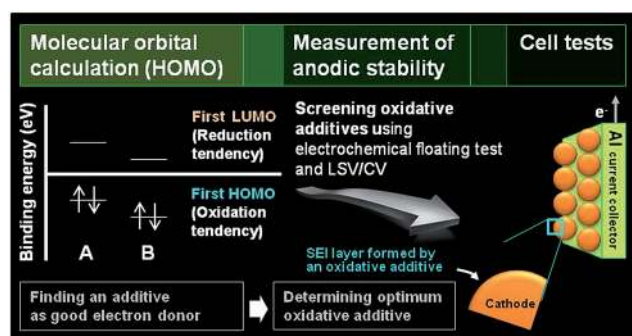 Molecular orbital
calculation (HOMO)
Measurement of
anodic stability
Cell tests
Binding energy (eV)
First LUMO
(Reduction
tendency)
First HOMO
(Oxidation
tendency)
A
B
Screening oxidative
additives using
electrochemical floating test
and LSV/CV
SEI layer formed by
an oxidative additive
e-
Al current collector
Cathode
Finding an additive
as good electron donor
Determining optimum
oxidative additive